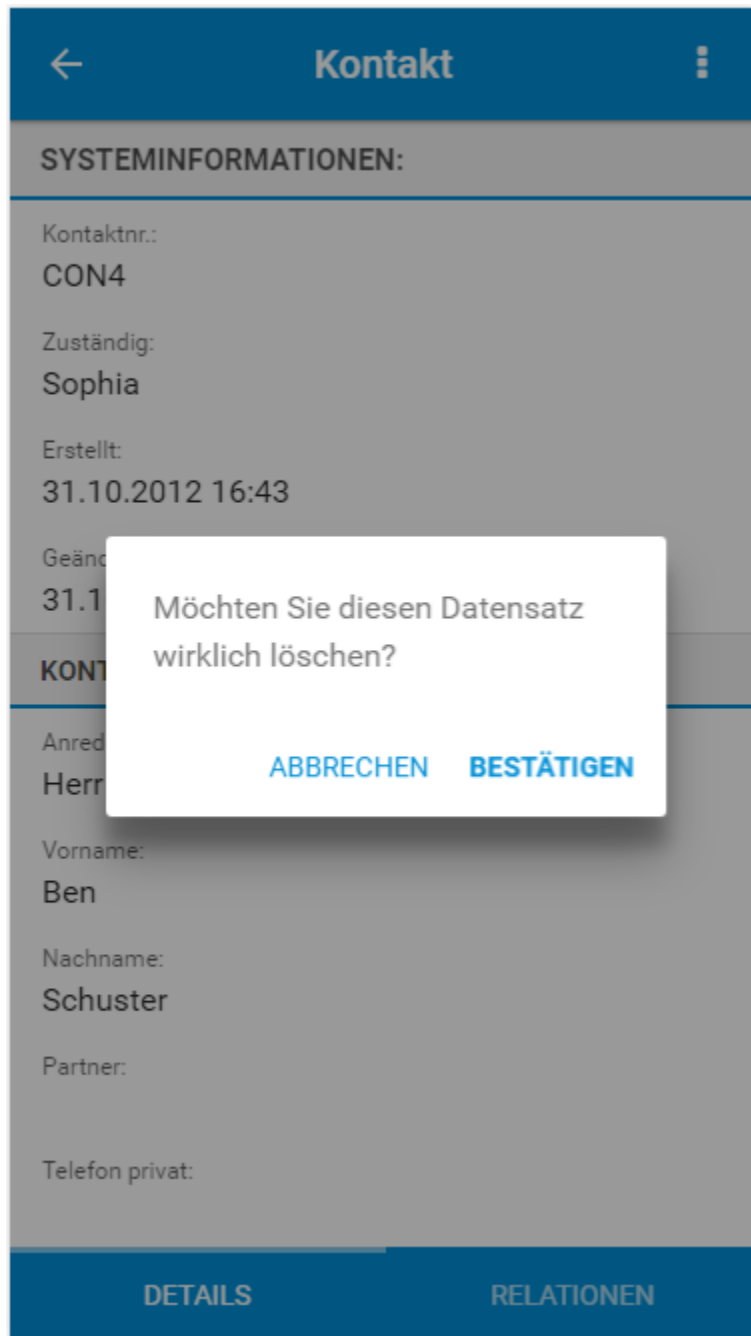 Kontakt
SYSTEMINFORMATIONEN:
Kontaktnr.:
CON4
Zuständig:
Sophia
Erstellt:
31.10.2012 16:43
Möchten Sie diesen Datensatz
wirklich löschen?
ABBRECHEN BESTÄTIGEN
Herr
Vorname:
Ben
Nachname:
Schuster
Partner:
Telefon privat:
DETAILS RELATIONEN